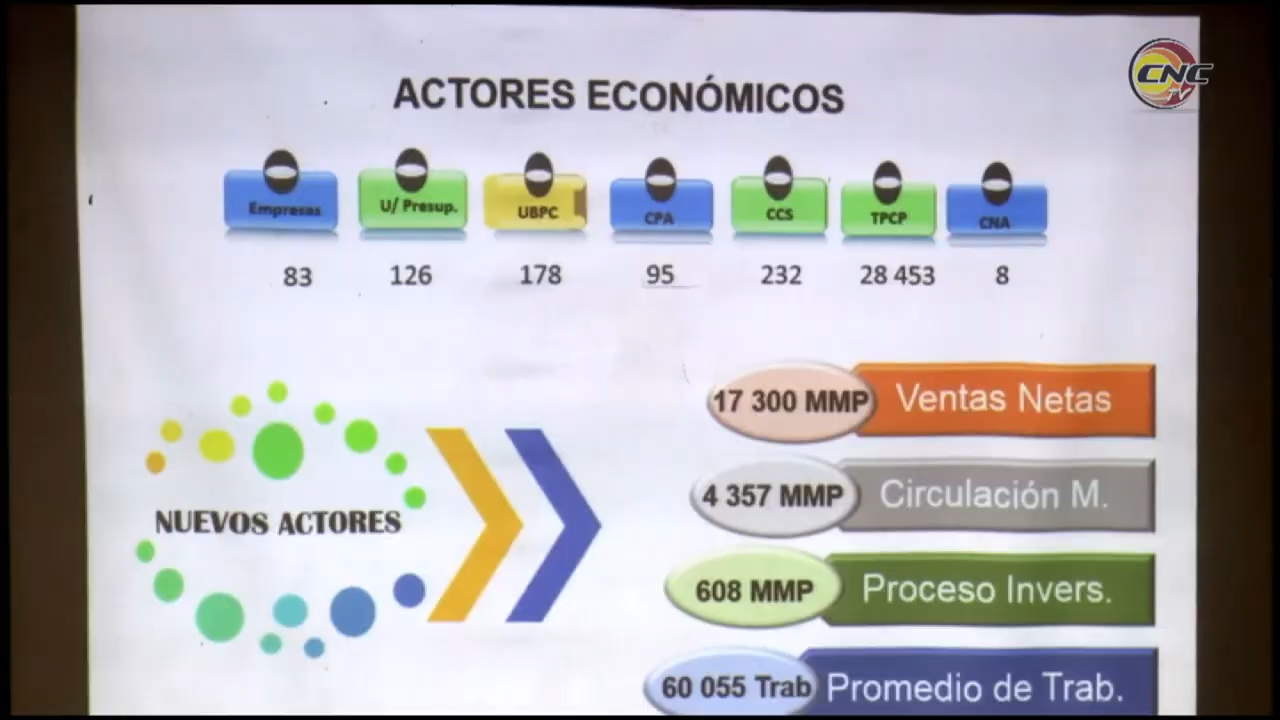 CNC TV
ACTORES ECONÓMICOS
Empresas
U/ Presup.
UBPC
CPA
CCS
TPCP
CNA
83
126
178
95
232
28 453
8
17 300 MMP
Ventas Netas
4 357 MMP
Circulación M.
NUEVOS ACTORES
608 MMP
Proceso Invers.
60 055 Trab
Promedio de Trab.